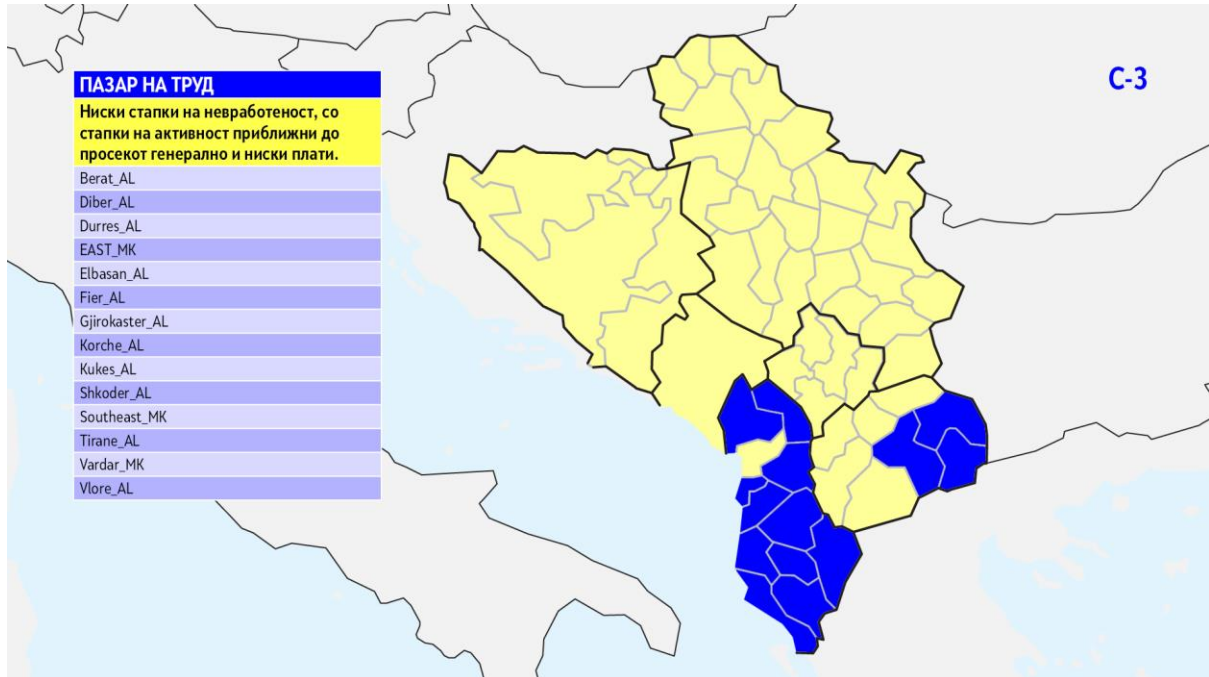 ПАЗАР НА ТРУД
Ниски стапки на невработеност, со
стапки на активност приближни до
просекот генерално и ниски плати.
Berat_AL
Diber_AL
Durres_AL
EAST_MK
Elbasan_AL
Fier_AL
Gjirokaster_AL
Korche_AL
Kukes_AL
Shkoder_AL
Southeast_MK
Tirane_AL
Vardar_MK
Vlore_AL
C-3